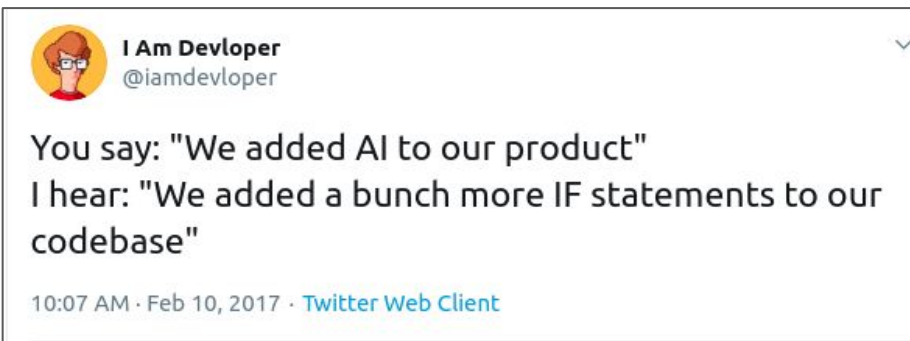 I Am Devloper
@iamdevloper
You say: "We added AI to our product"
I hear: "We added a bunch more IF statements to our
codebase"
10:07 AM · Feb 10, 2017 · Twitter Web Client